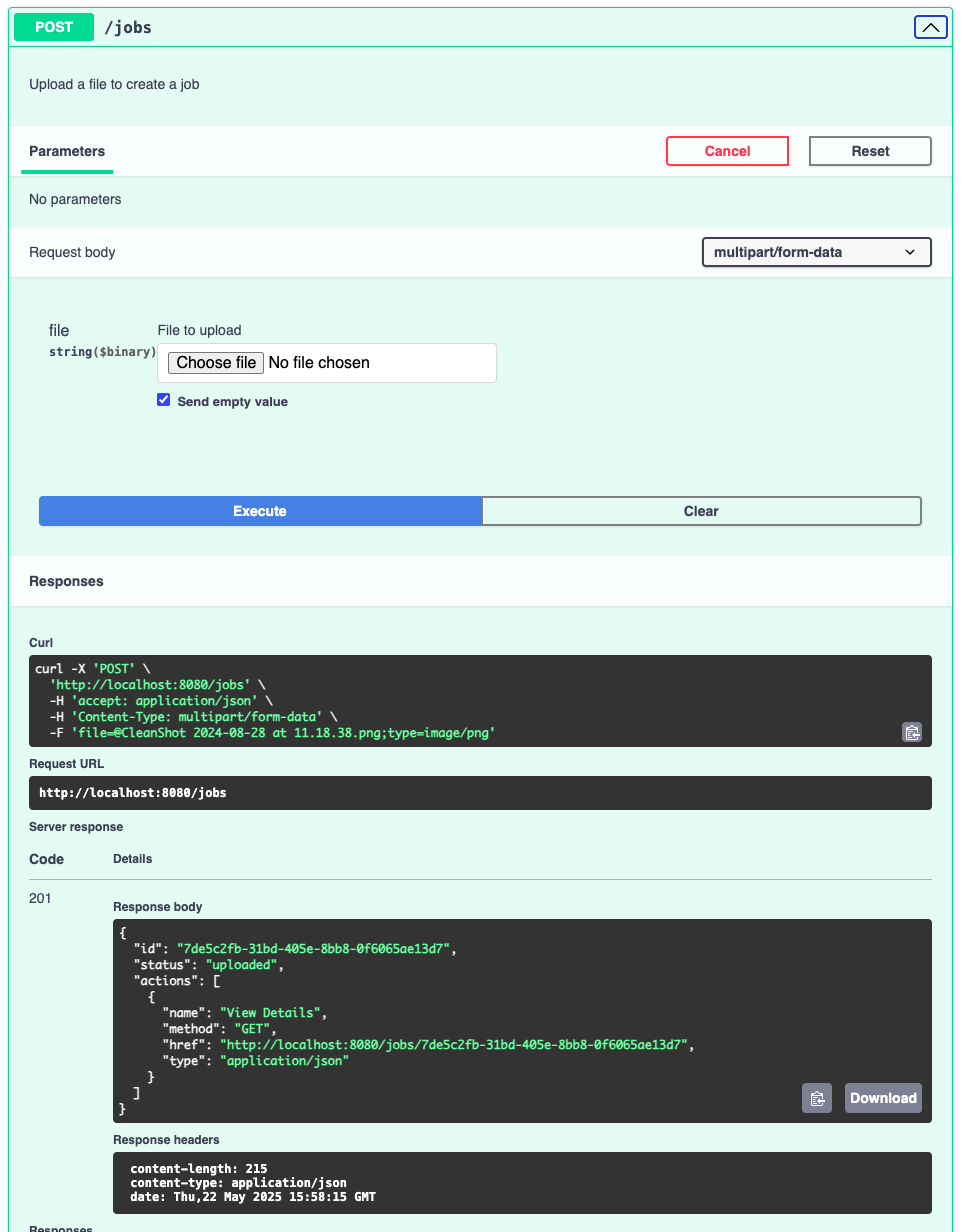 POST /jobs
Upload a file to create a job
Parameters
Cancel
Reset
No parameters
Request body
multipart/form-data
file
string($binary)
File to upload
Choose file No file chosen
Send empty value
Execute
Clear
Responses
Curl
curl -X 'POST' \
  'http://localhost:8080/jobs' \
  -H 'accept: application/json' \
  -H 'Content-Type: multipart/form-data' \
  -F 'file=@CleanShot 2024-08-28 at 11.18.38.png;type=image/png'
Request URL
http://localhost:8080/jobs
Server response
Code Details
201
Response body
{
  "id": "7de5c2fb-31bd-405e-8bb8-0f6065ae13d7",
  "status": "uploaded",
  "actions": [
    {
      "name": "View Details",
      "method": "GET",
      "href": "http://localhost:8080/jobs/7de5c2fb-31bd-405e-8bb8-0f6065ae13d7",
      "type": "application/json"
    }
  ]
}
Download
Response headers
content-length: 215
content-type: application/json
date: Thu,22 May 2025 15:58:15 GMT
Responses